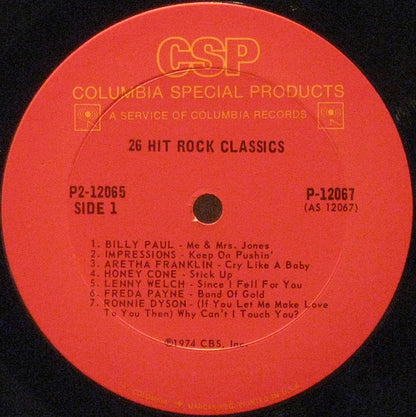 CSP
COLUMBIA SPECIAL PRODUCTS
A SERVICE OF COLUMBIA RECORDS
26 HIT ROCK CLASSICS
P2-12065
SIDE 1
P-12067
(AS 12067)
1. BILLY PAUL - Me & Mrs. Jones
2. IMPRESSIONS - Keep On Pushin'
3. ARETHA FRANKLIN - Cry Like A Baby
4. HONEY CONE - Stick Up
5. LENNY WELCH - Since I Fell For You
6. FREDA PAYNE - Band Of Gold
7. RONNIE DYSON - (If You Let Me Make Love
To You Then) Why Can't I Touch You?
©1974 CBS, Inc.